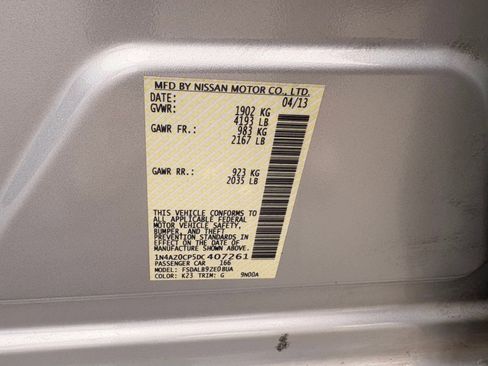 MFD BY NISSAN MOTOR CO., LTD.
DATE: 04/13
GVWR: 1902 KG
4193 LB
GAWR FR.: 983 KG
2167 LB
GAWR RR.: 923 KG
2035 LB
THIS VEHICLE CONFORMS TO
ALL APPLICABLE FEDERAL
MOTOR VEHICLE SAFETY,
BUMPER, AND THEFT
PREVENTION STANDARDS IN
EFFECT ON THE DATE OF
MANUFACTURE SHOWN ABOVE.
1N4AZ0CP5DC407261
PASSENGER CAR 166
MODEL: FSDALB9ZE0BUA
COLOR: K23 TRIM: G 9N00A